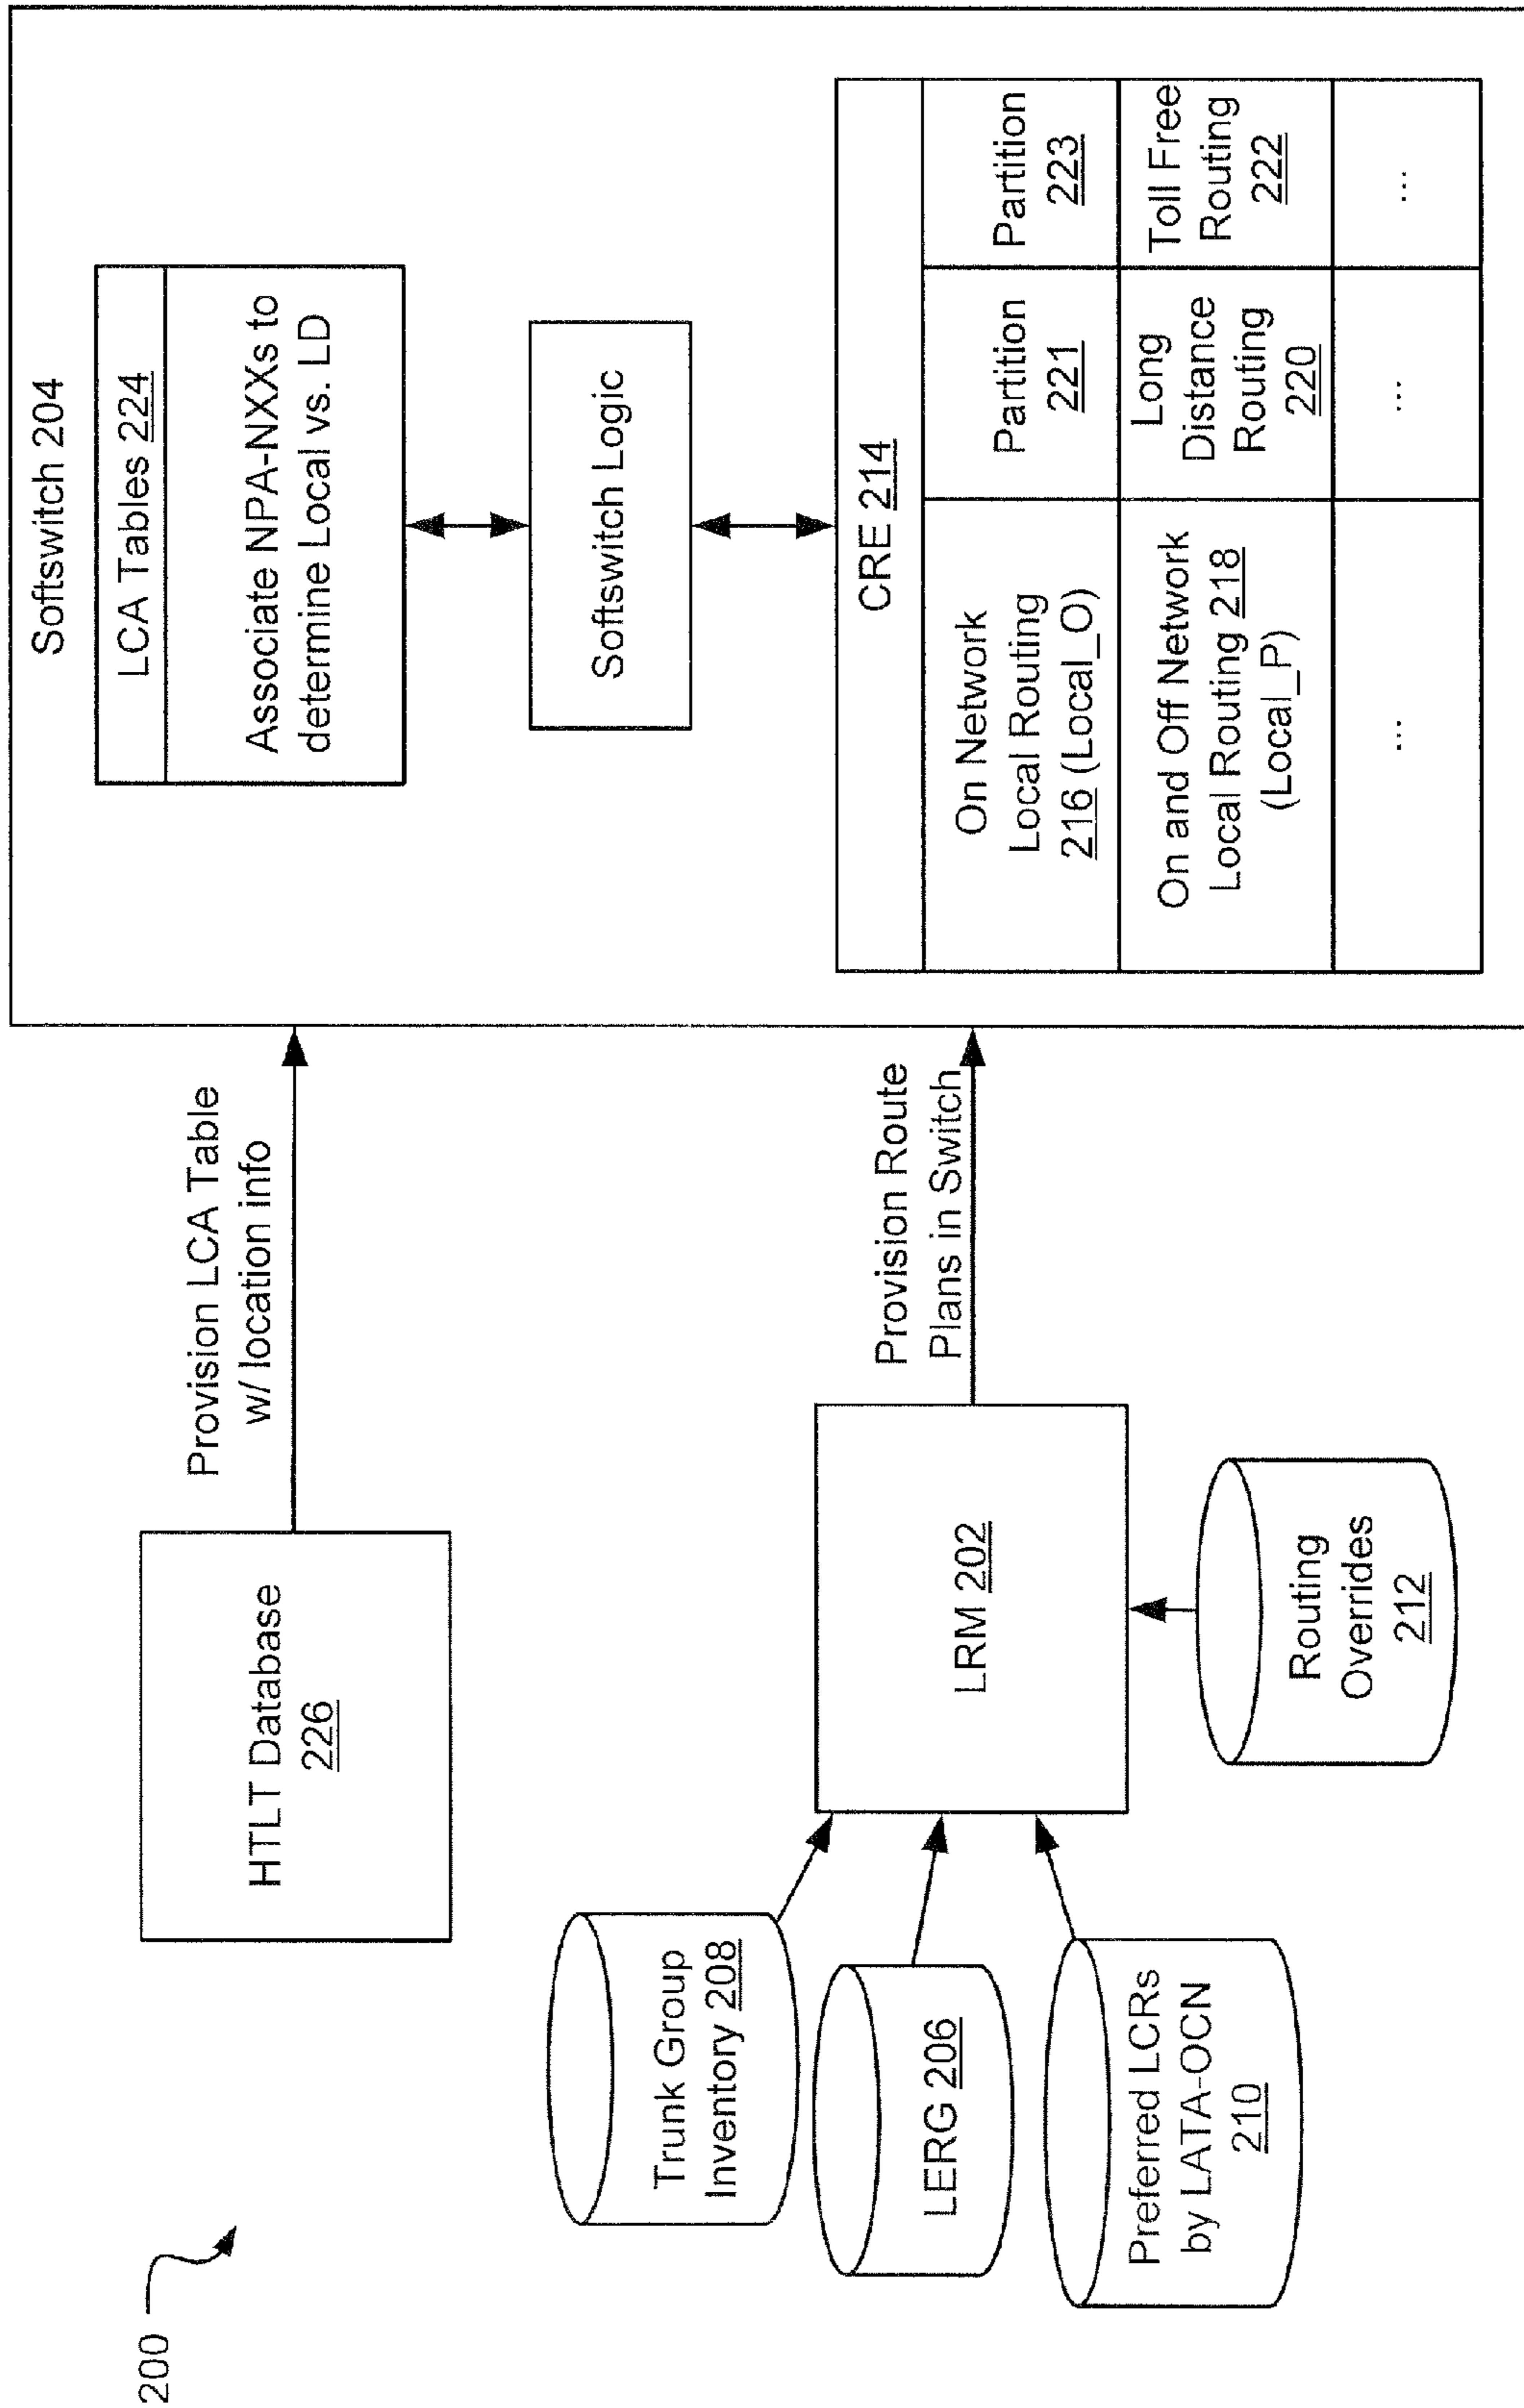 200
HTLT Database
226
Provision LCA Table
w/ location info
Trunk Group
Inventory 208
LERG 206
Preferred LCRs
by LATA-OCN
210
LRM 202
Routing
Overrides
212
Provision Route
Plans in Switch
Softswitch 204
LCA Tables 224
Associate NPA-NXXs to
determine Local vs. LD
Softswitch Logic
CRE 214
On Network
Local Routing
216 (Local_O)
Partition
221
Partition
223
On and Off Network
Local Routing 218
(Local_P)
Long
Distance
Routing
220
Toll Free
Routing
222
...
...
...